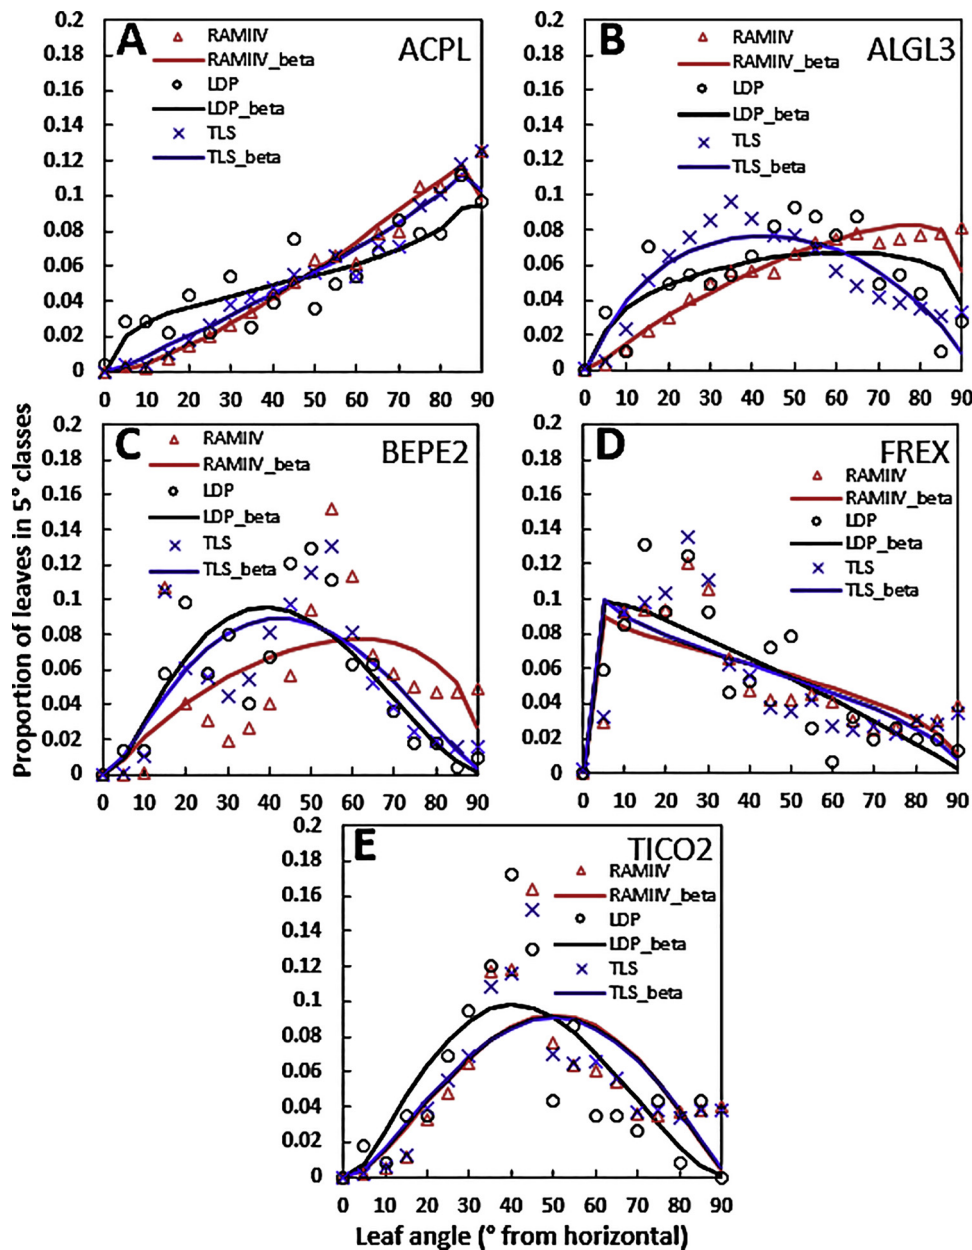 A ACPL
RAMIIV
RAMIIV_beta
LDP
LDP_beta
TLS
TLS_beta
0.2
0.18
0.16
0.14
0.12
0.1
0.08
0.06
0.04
0.02
0
0 10 20 30 40 50 60 70 80 90
B ALGL3
RAMIIV
RAMIIV_beta
LDP
LDP_beta
TLS
TLS_beta
0.2
0.18
0.16
0.14
0.12
0.1
0.08
0.06
0.04
0.02
0
0 10 20 30 40 50 60 70 80 90
Proportion of leaves in 5° classes
C BEPE2
RAMIIV
RAMIIV_beta
LDP
LDP_beta
TLS
TLS_beta
0.2
0.18
0.16
0.14
0.12
0.1
0.08
0.06
0.04
0.02
0
0 10 20 30 40 50 60 70 80 90
D FREX
RAMIIV
RAMIIV_beta
LDP
LDP_beta
TLS
TLS_beta
0.2
0.18
0.16
0.14
0.12
0.1
0.08
0.06
0.04
0.02
0
0 10 20 30 40 50 60 70 80 90
E TICO2
RAMIIV
RAMIIV_beta
LDP
LDP_beta
TLS
TLS_beta
0.2
0.18
0.16
0.14
0.12
0.1
0.08
0.06
0.04
0.02
0
0 10 20 30 40 50 60 70 80 90
Leaf angle (° from horizontal)